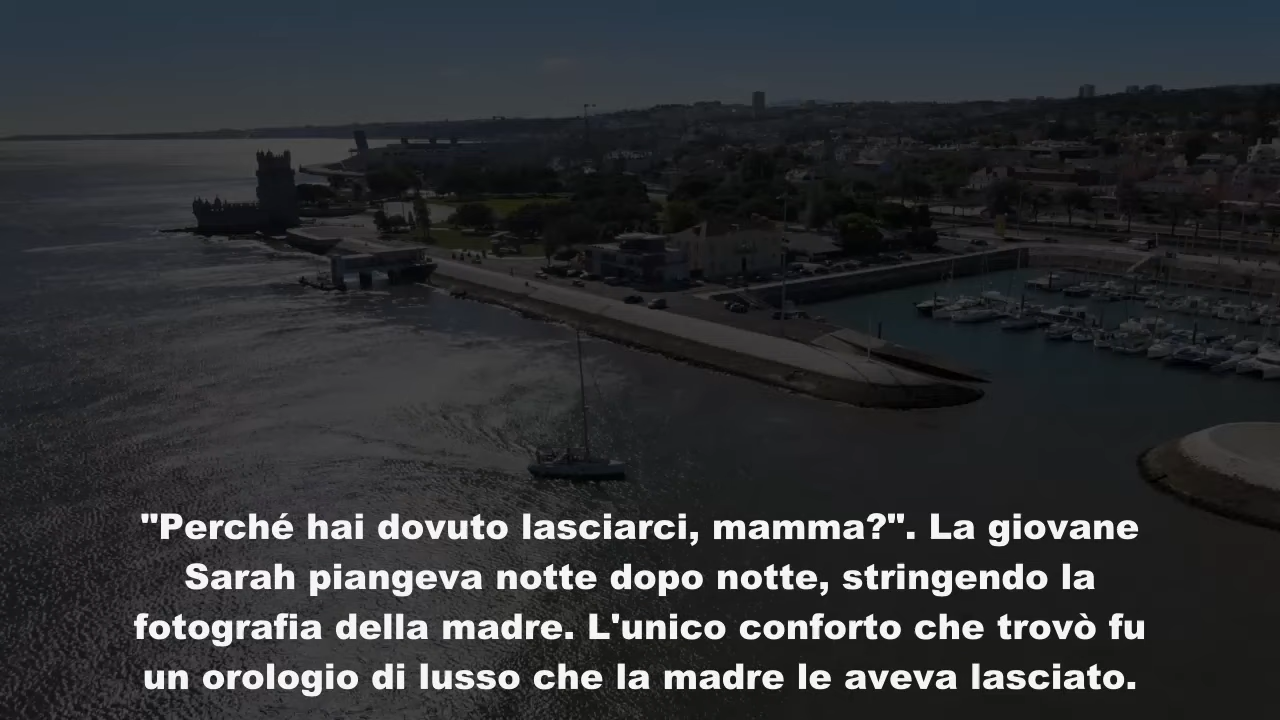 "Perché hai dovuto lasciarci, mamma?". La giovane
Sarah piangeva notte dopo notte, stringendo la
fotografia della madre. L'unico conforto che trovò fu
un orologio di lusso che la madre le aveva lasciato.